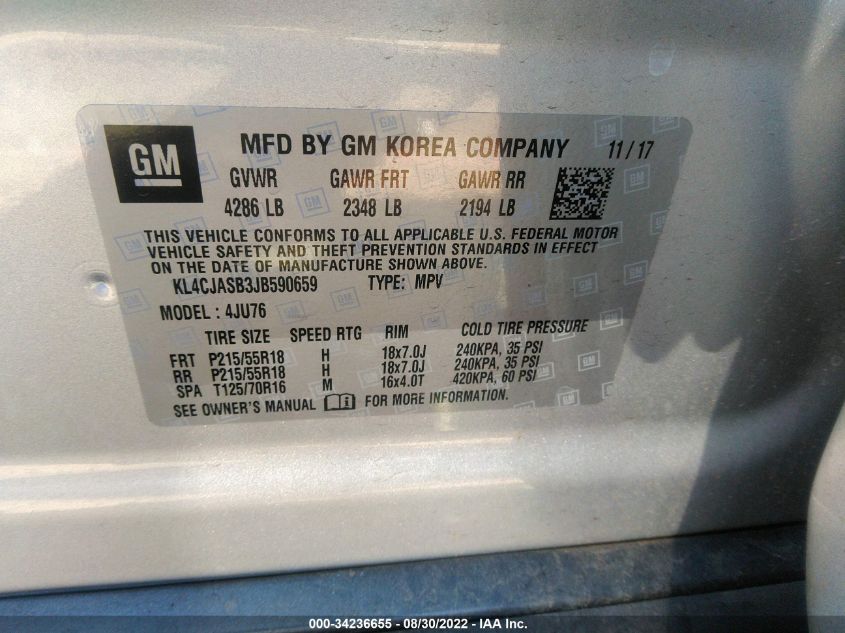 GM MFD BY GM KOREA COMPANY 11/17
GVWR GAWR FRT GAWR RR
4286 LB 2348 LB 2194 LB
THIS VEHICLE CONFORMS TO ALL APPLICABLE U.S. FEDERAL MOTOR
VEHICLE SAFETY AND THEFT PREVENTION STANDARDS IN EFFECT
ON THE DATE OF MANUFACTURE SHOWN ABOVE.
KL4CJASB3JB590659 TYPE: MPV
MODEL : 4JU76
TIRE SIZE SPEED RTG RIM COLD TIRE PRESSURE
FRT P215/55R18 H 18x7.0J 240KPA, 35 PSI
RR P215/55R18 H 18x7.0J 240KPA, 35 PSI
SPA T125/70R16 M 16x4.0T 420KPA, 60 PSI
SEE OWNER'S MANUAL FOR MORE INFORMATION.
000-34236655 - 08/30/2022 - IAA Inc.